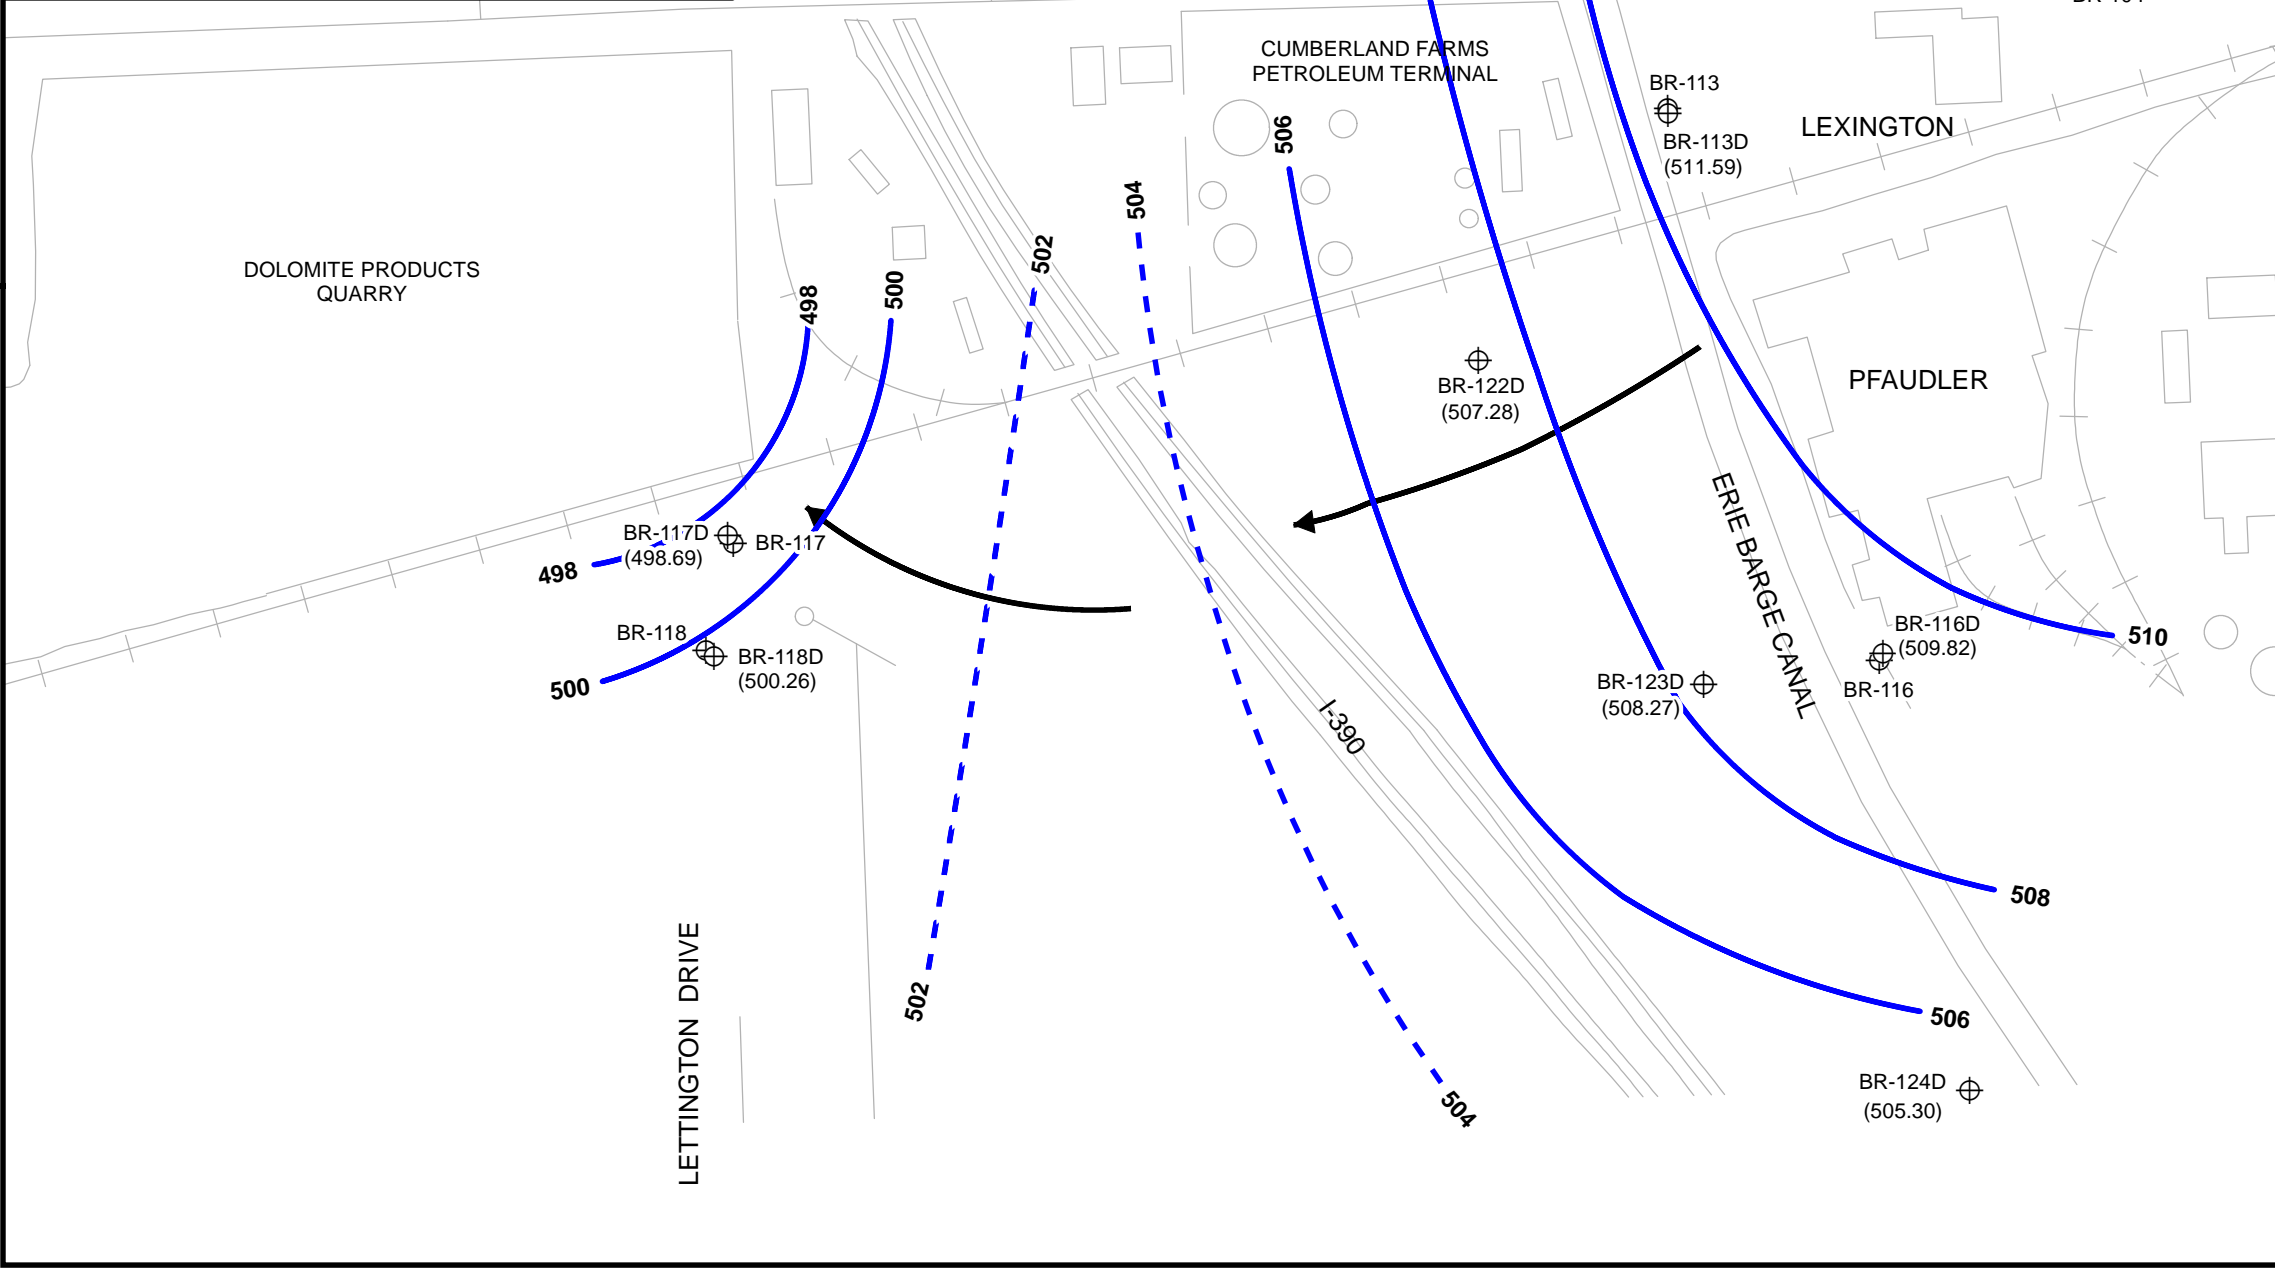 CUMBERLAND FARMS
PETROLEUM TERMINAL
BR-113
BR-113D
(511.59)
LEXINGTON
506
504
502
500
498
DOLOMITE PRODUCTS
QUARRY
BR-122D
(507.28)
PFAUDLER
BR-117D
(498.69)
BR-117
498
ERIE BARGE CANAL
BR-116D
(509.82)
BR-116
510
BR-118
BR-118D
(500.26)
500
BR-123D
(508.27)
I-390
508
502
506
LETTINGTON DRIVE
504
BR-124D
(505.30)